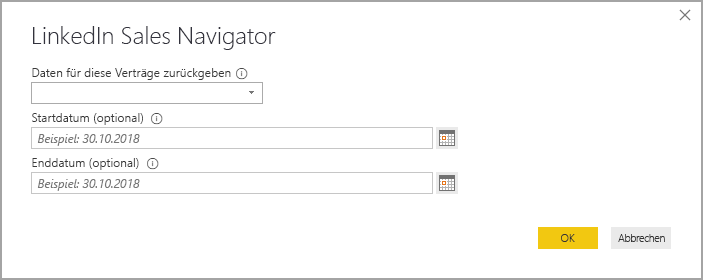 LinkedIn Sales Navigator
Daten für diese Verträge zurückgeben
Startdatum (optional)
Beispiel: 30.10.2018
Enddatum (optional)
Beispiel: 30.10.2018
OK Abbrechen